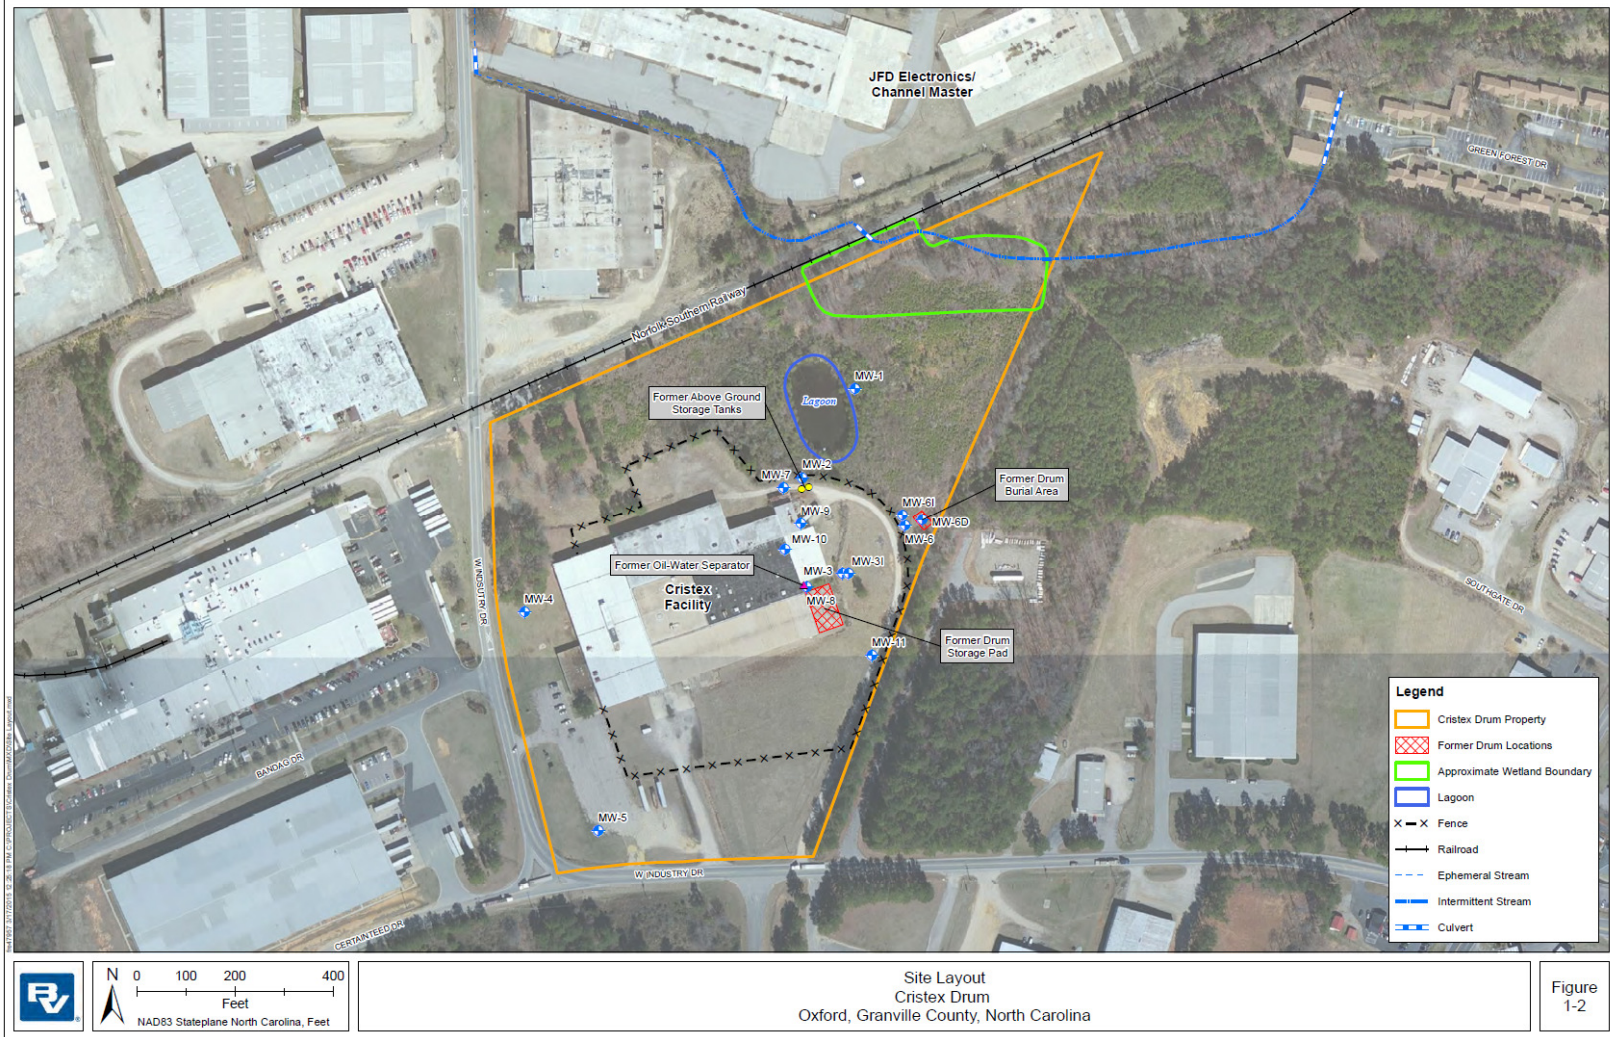 JFD Electronics/
Channel Master
GREEN FOREST DR
Norfolk Southern Railway
MW-1
Former Above Ground
Storage Tanks
Lagoon
MW-2
MW-7
Former Drum
Burial Area
MW-6I
MW-9
MW-6D
MW-6
MW-10
Former Oil-Water Separator
MW-3
MW-3I
Cristex
Facility
MW-4
MW-8
W INDSUTRY DR
SOUTHGATE DR
MW-11
Former Drum
Storage Pad
BANDAG DR
MW-5
W INDUSTRY DR
CERTAINTEED DR
Legend
Cristex Drum Property
Former Drum Locations
Approximate Wetland Boundary
Lagoon
Fence
Railroad
Ephemeral Stream
Intermittent Stream
Culvert
N
0 100 200 400
Feet
NAD83 Stateplane North Carolina, Feet
Site Layout
Cristex Drum
Oxford, Granville County, North Carolina
Figure
1-2